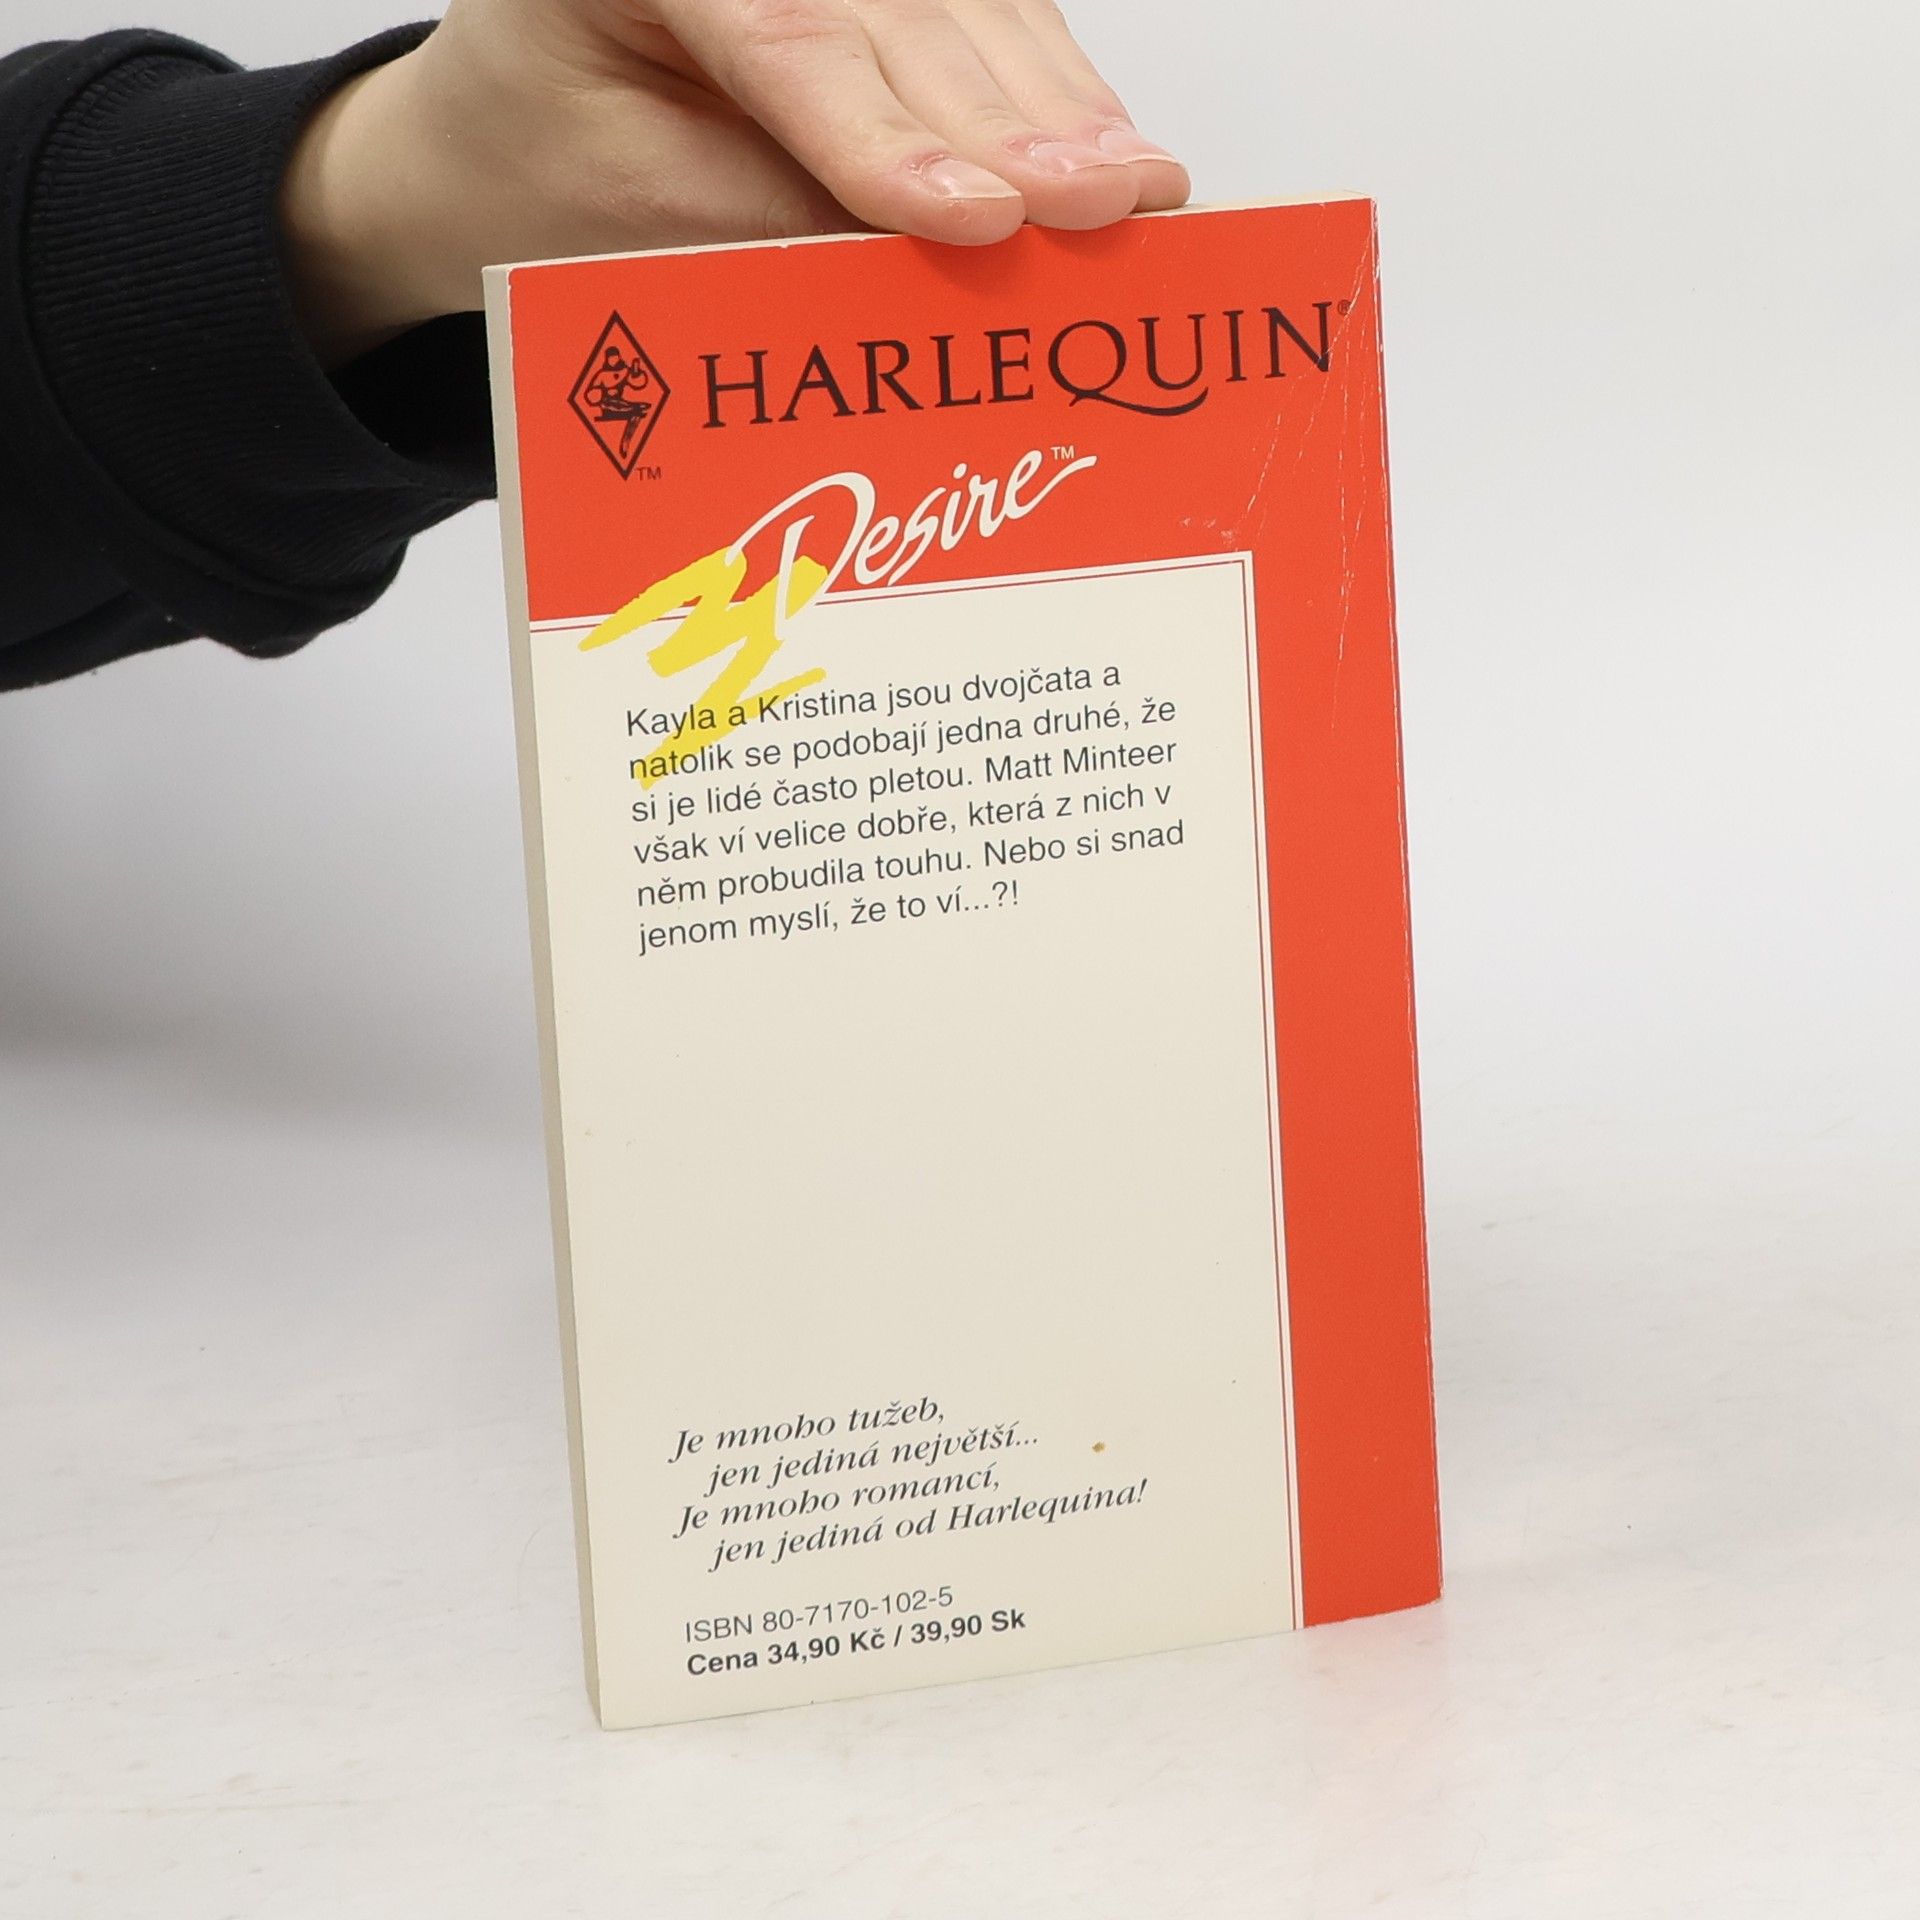 HARLEQUIN®
TM
Desire™
Kayla a Kristina jsou dvojčata a
natolik se podobají jedna druhé, že
si je lidé často pletou. Matt Minteer
však ví velice dobře, která z nich v
něm probudila touhu. Nebo si snad
jenom myslí, že to ví...?!
Je mnoho tužeb,
jen jediná největší...
Je mnoho romancí,
jen jediná od Harlequina!
ISBN 80-7170-102-5
Cena 34,90 Kč / 39,90 Sk